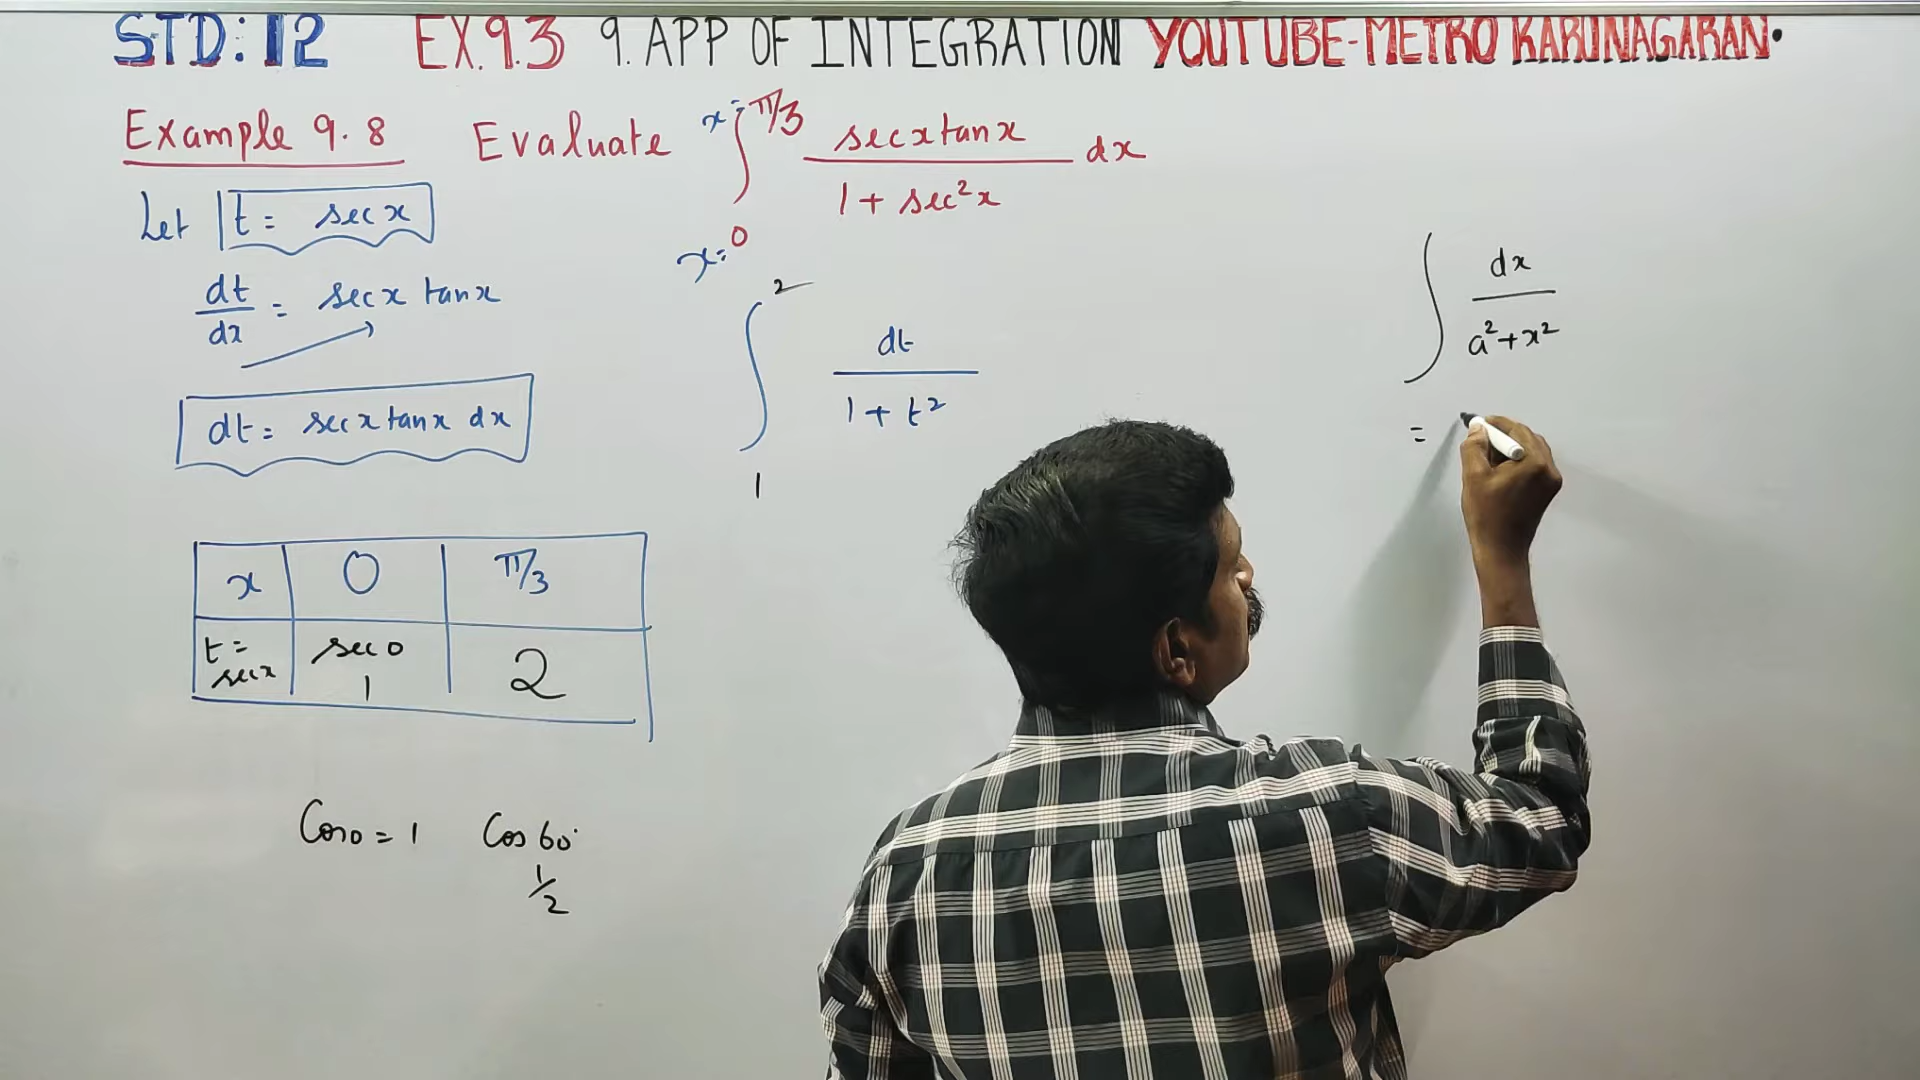 STD: 12 EX.9.3 9. APP OF INTEGRATION YOUTUBE-METRO KARUNAGARAN.
Example 9.8 Evaluate ∫ x=0 x=π/3 secx tanx / 1 + sec²x dx
Let t = sec x
dt/dx = sec x tan x
dt = sec x tan x dx
∫ 1 2 dt / 1 + t²
∫ dx / a² + x²
=
x 0 π/3
t = sec x sec 0 1 2
Cos 0 = 1 Cos 60°
1/2